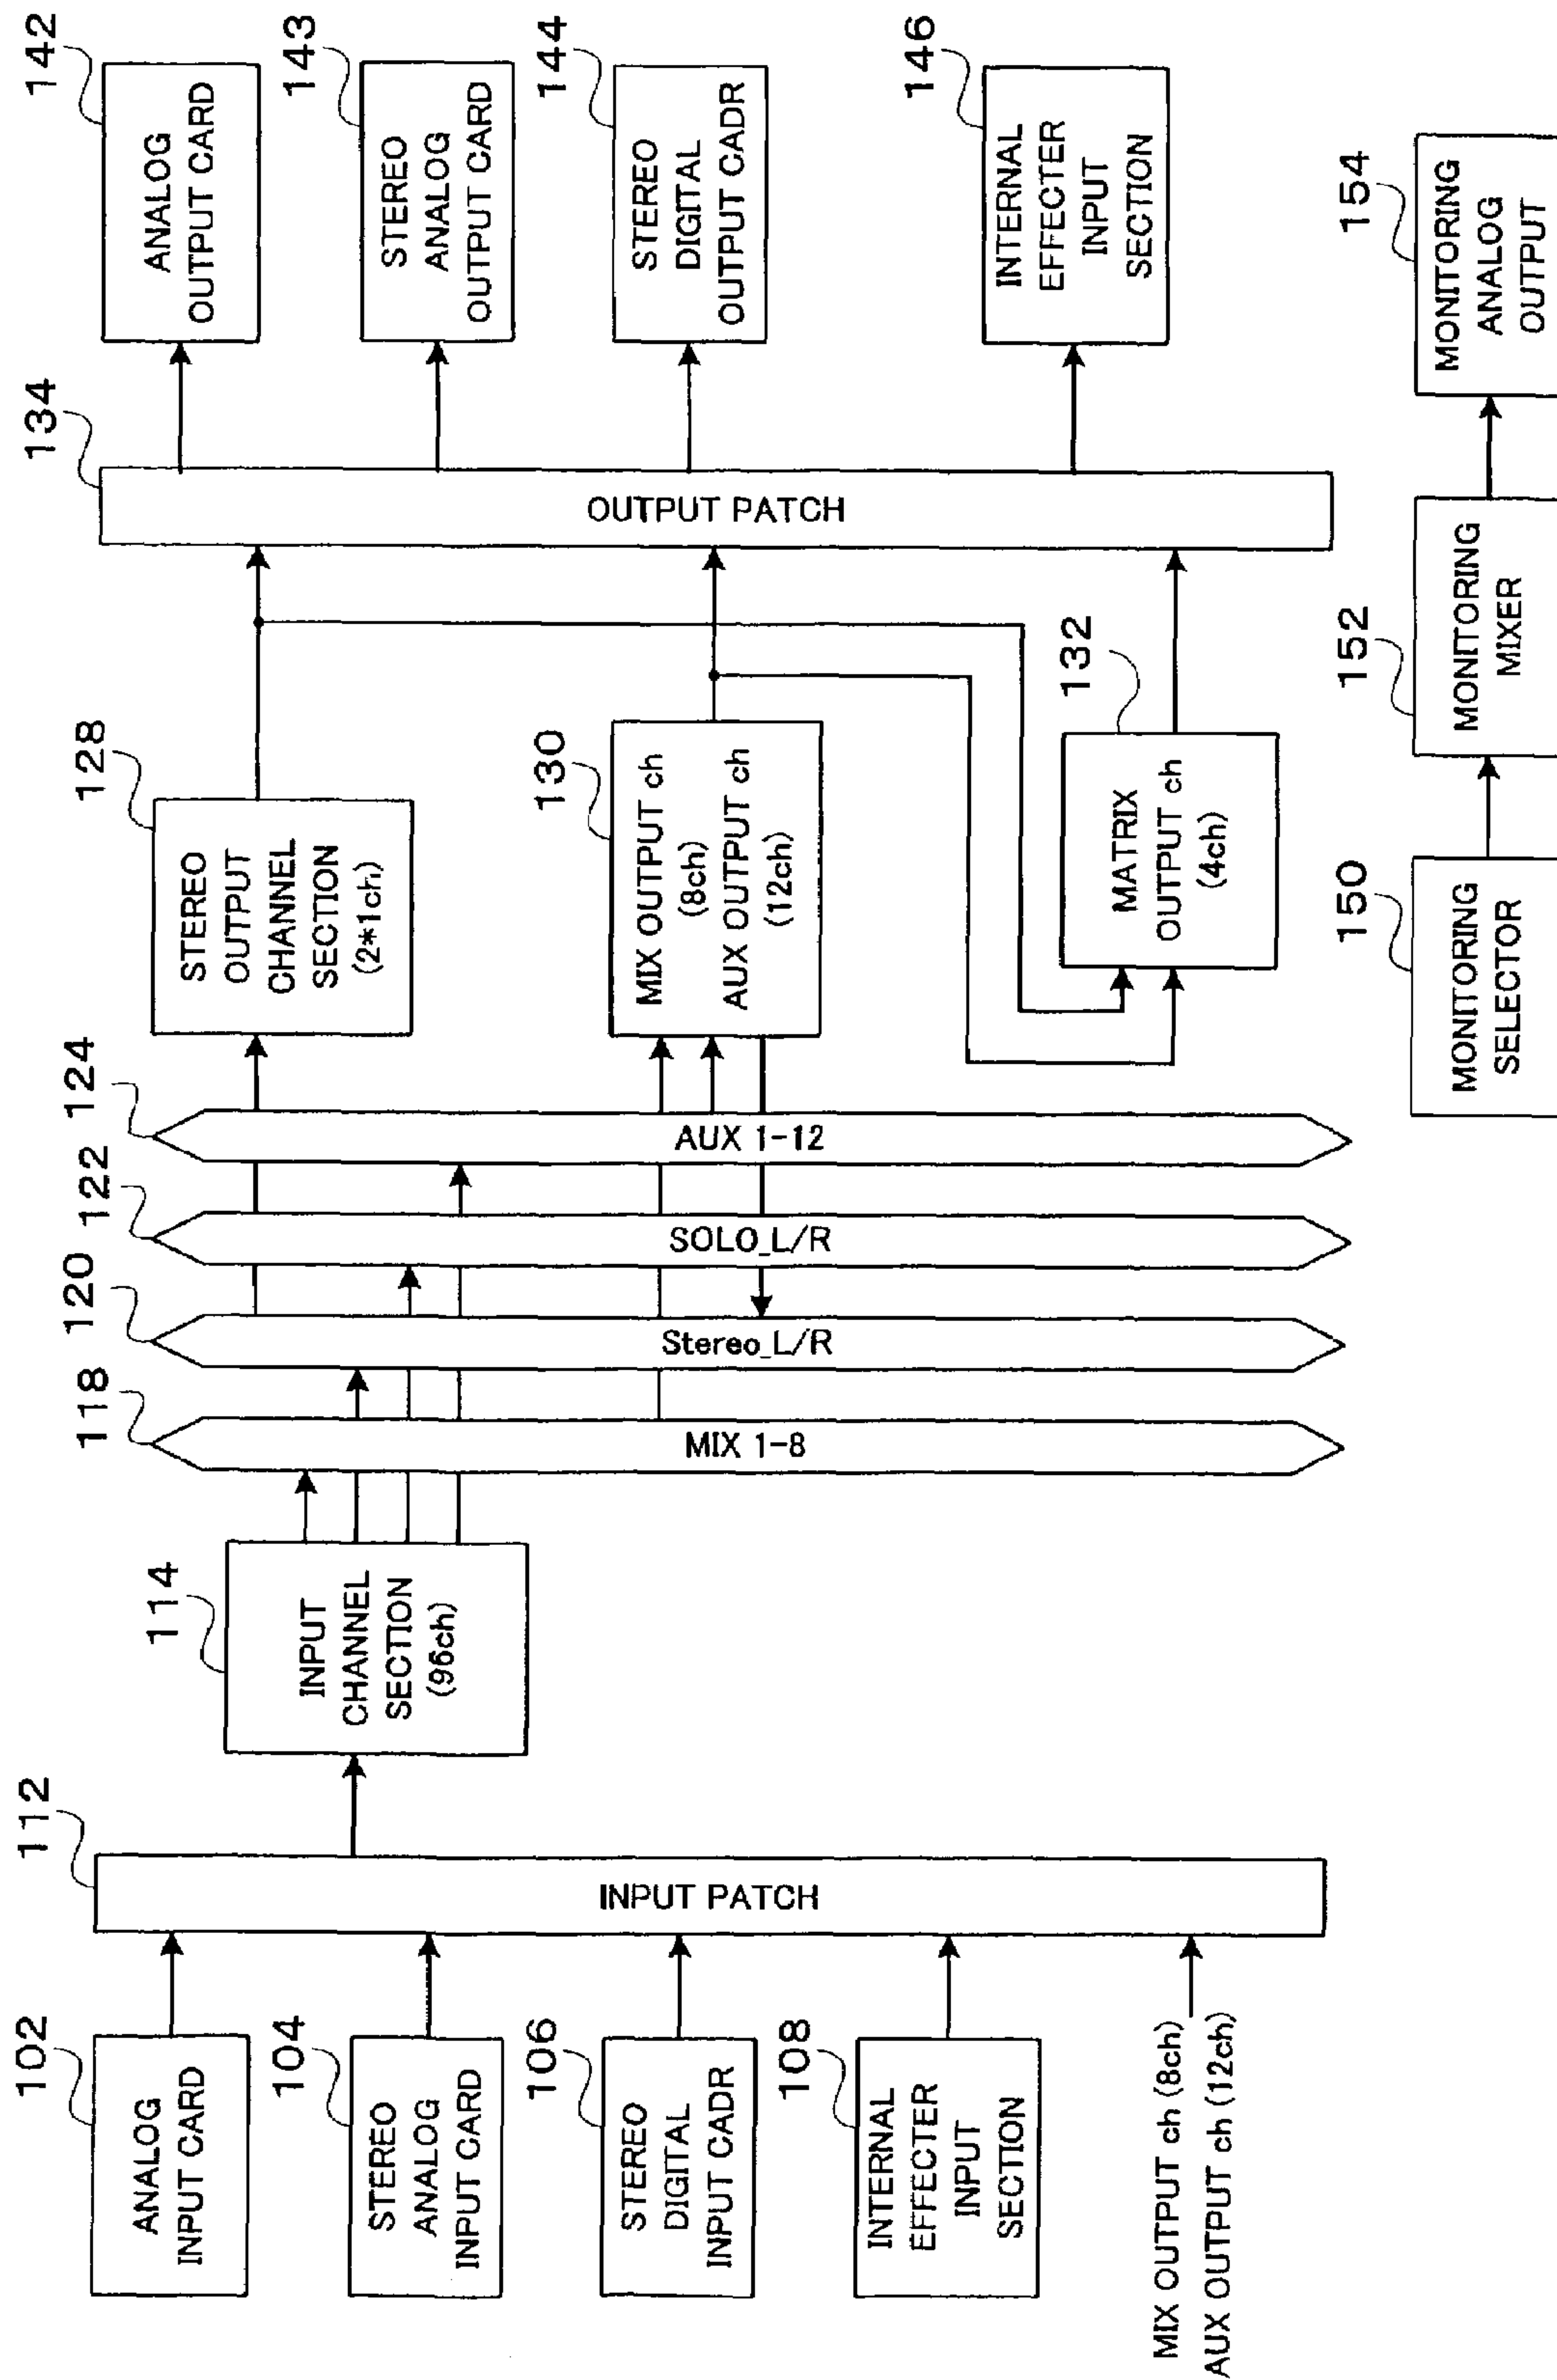 102
ANALOG
INPUT CARD
104
STEREO
ANALOG
INPUT CARD
106
STEREO
DIGITAL
INPUT CADR
108
INTERNAL
EFFECTER
INPUT
SECTION
MIX OUTPUT ch (8ch)
AUX OUTPUT ch (12ch)
112
INPUT PATCH
114
INPUT
CHANNEL
SECTION
(96ch)
118
MIX 1-8
120
Stereo_L/R
122
SOLO_L/R
124
AUX 1-12
128
STEREO
OUTPUT
CHANNEL
SECTION
(2*1ch)
130
MIX OUTPUT ch
(8ch)
AUX OUTPUT ch
(12ch)
132
MATRIX
OUTPUT ch
(4ch)
134
OUTPUT PATCH
142
ANALOG
OUTPUT CARD
143
STEREO
ANALOG
OUTPUT CARD
144
STEREO
DIGITAL
OUTPUT CADR
146
INTERNAL
EFFECTER
INPUT
SECTION
150
MONITORING
SELECTOR
152
MONITORING
MIXER
154
MONITORING
ANALOG
OUTPUT